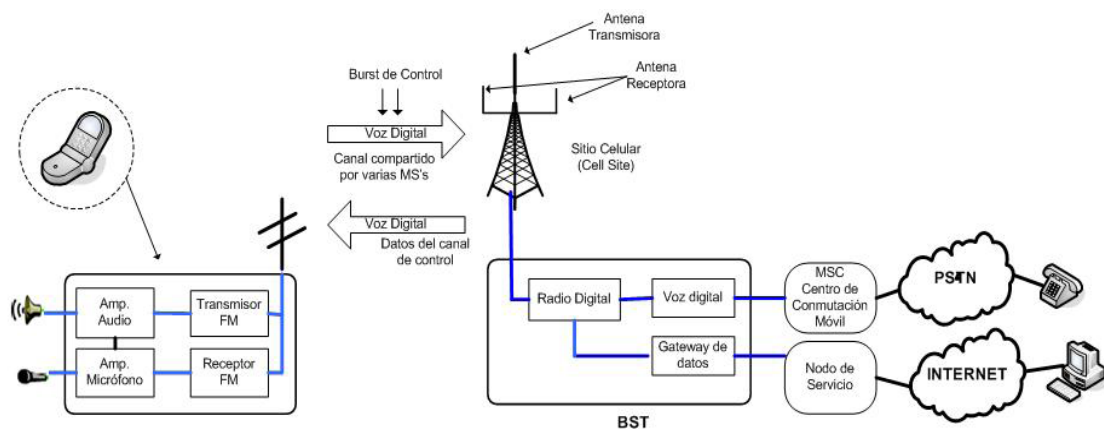 Antena
Transmisora
Antena
Receptora
Burst de Control
Voz Digital
Canal compartido
por varias MS's
Sitio Celular
(Cell Site)
Voz Digital
Datos del canal
de control
Amp.
Audio
Transmisor
FM
Amp.
Micrófono
Receptor
FM
Radio Digital
Voz digital
Gateway de
datos
BST
MSC
Centro de
Conmutación
Móvil
PSTN
Nodo de
Servicio
INTERNET